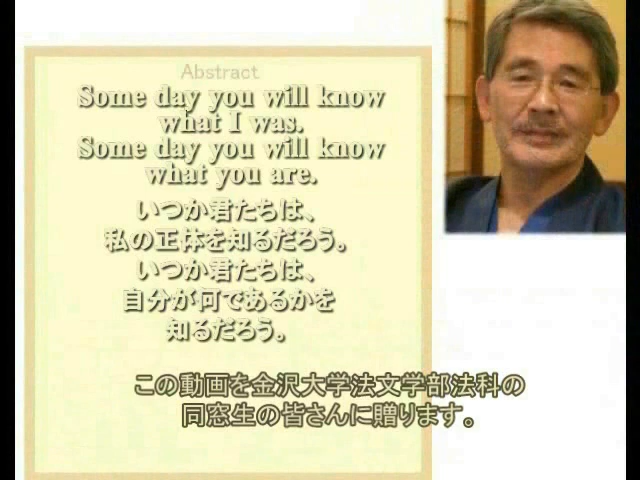 Abstract
Some day you will know
what I was.
Some day you will know
what you are.
いつか君たちは、
私の正体を知るだろう。
いつか君たちは、
自分が何であるかを
知るだろう。
この動画を金沢大学法文学部法科の
同窓生の皆さんに贈ります。